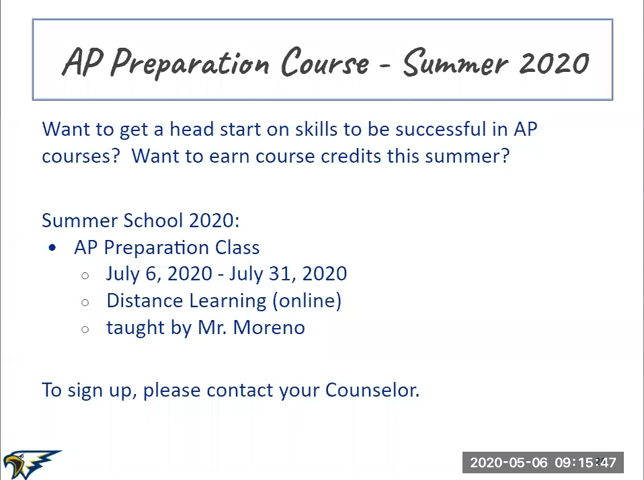 AP Preparation Course - Summer 2020
Want to get a head start on skills to be successful in AP
courses?  Want to earn course credits this summer?
Summer School 2020:
• AP Preparation Class
○ July 6, 2020 - July 31, 2020
○ Distance Learning (online)
○ taught by Mr. Moreno
To sign up, please contact your Counselor.
2020-05-06 09:15:47